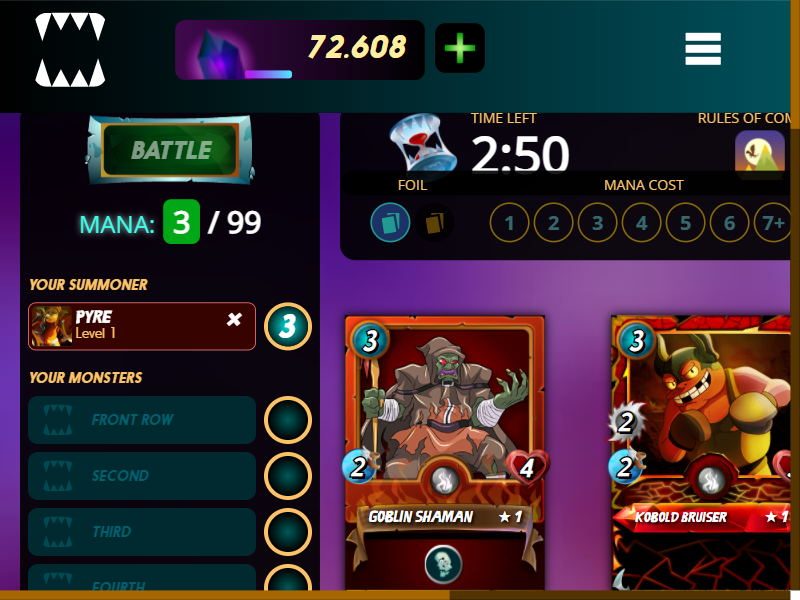 72.608
BATTLE
MANA: 3 / 99
YOUR SUMMONER
PYRE
Level 1
3
YOUR MONSTERS
FRONT ROW
SECOND
THIRD
FOURTH
TIME LEFT
2:50
RULES OF COM
FOIL
MANA COST
1 2 3 4 5 6 7+
3
2
4
GOBLIN SHAMAN ★ 1
3
2
2
KOBOLD BRUISER ★ 1